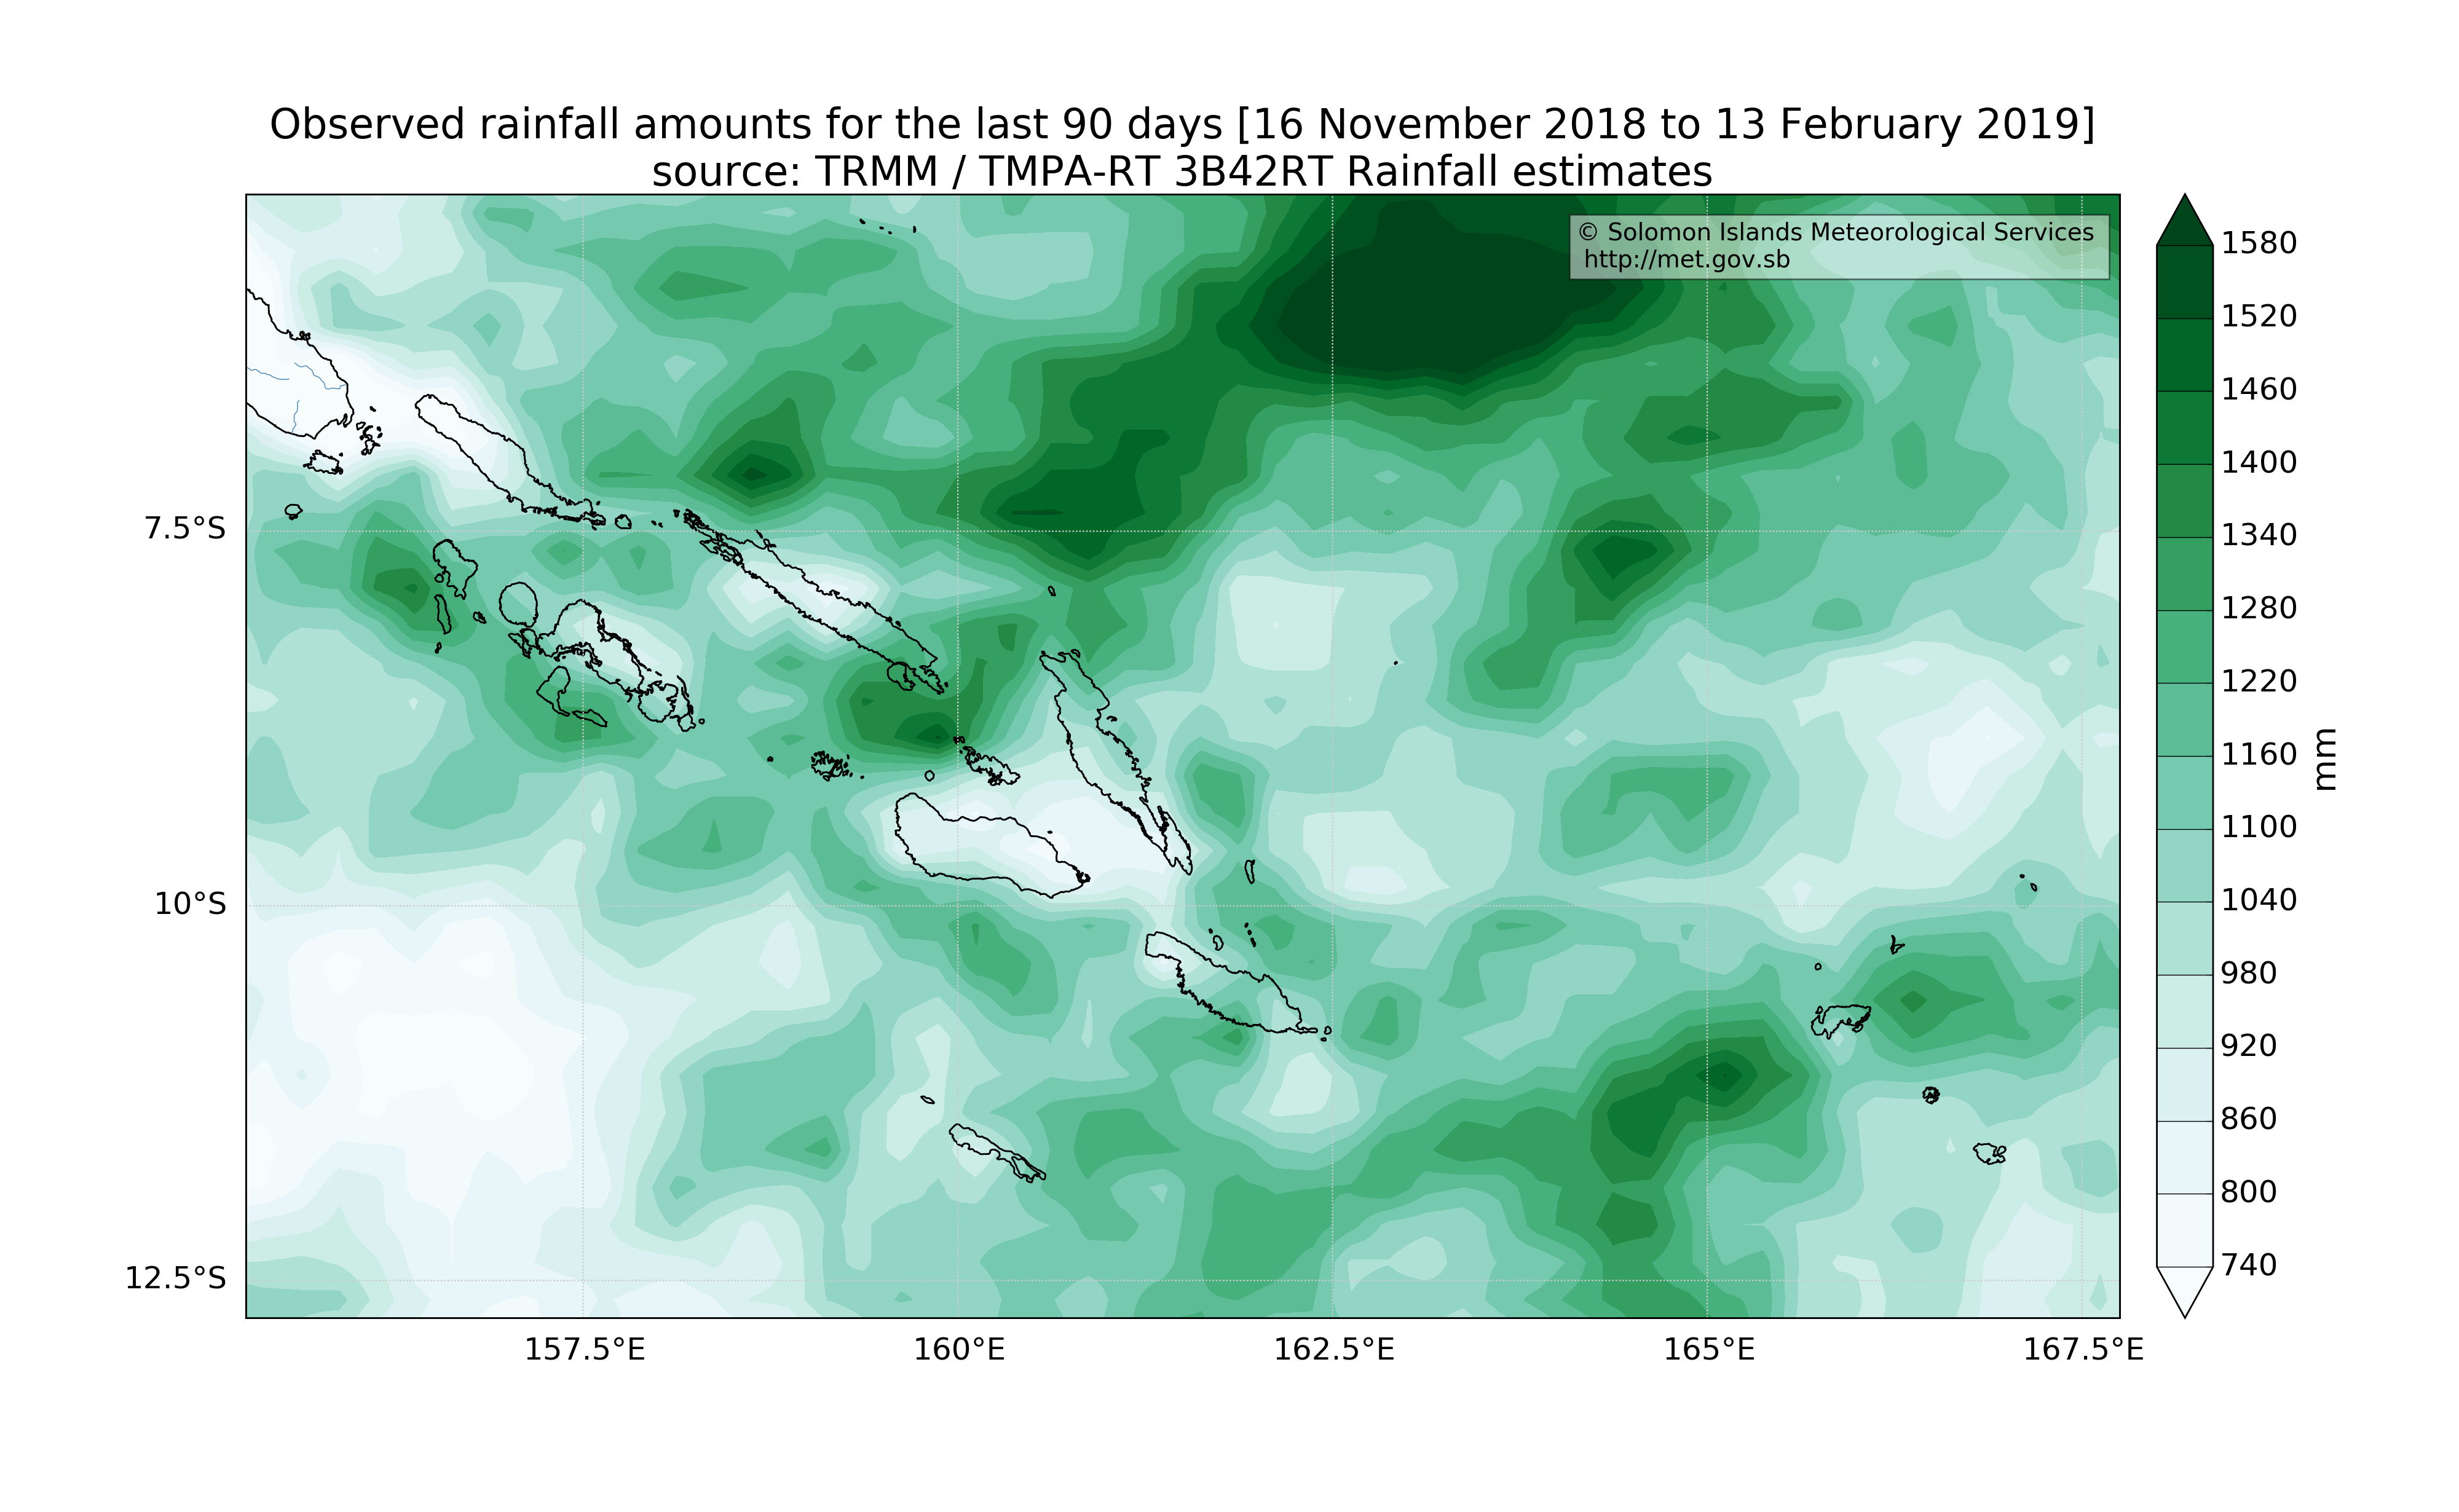 Observed rainfall amounts for the last 90 days [16 November 2018 to 13 February 2019]
source: TRMM / TMPA-RT 3B42RT Rainfall estimates
© Solomon Islands Meteorological Services
http://met.gov.sb
7.5°S
10°S
12.5°S
157.5°E
160°E
162.5°E
165°E
167.5°E
1580
1520
1460
1400
1340
1280
1220
1160
1100
1040
980
920
860
800
740
mm